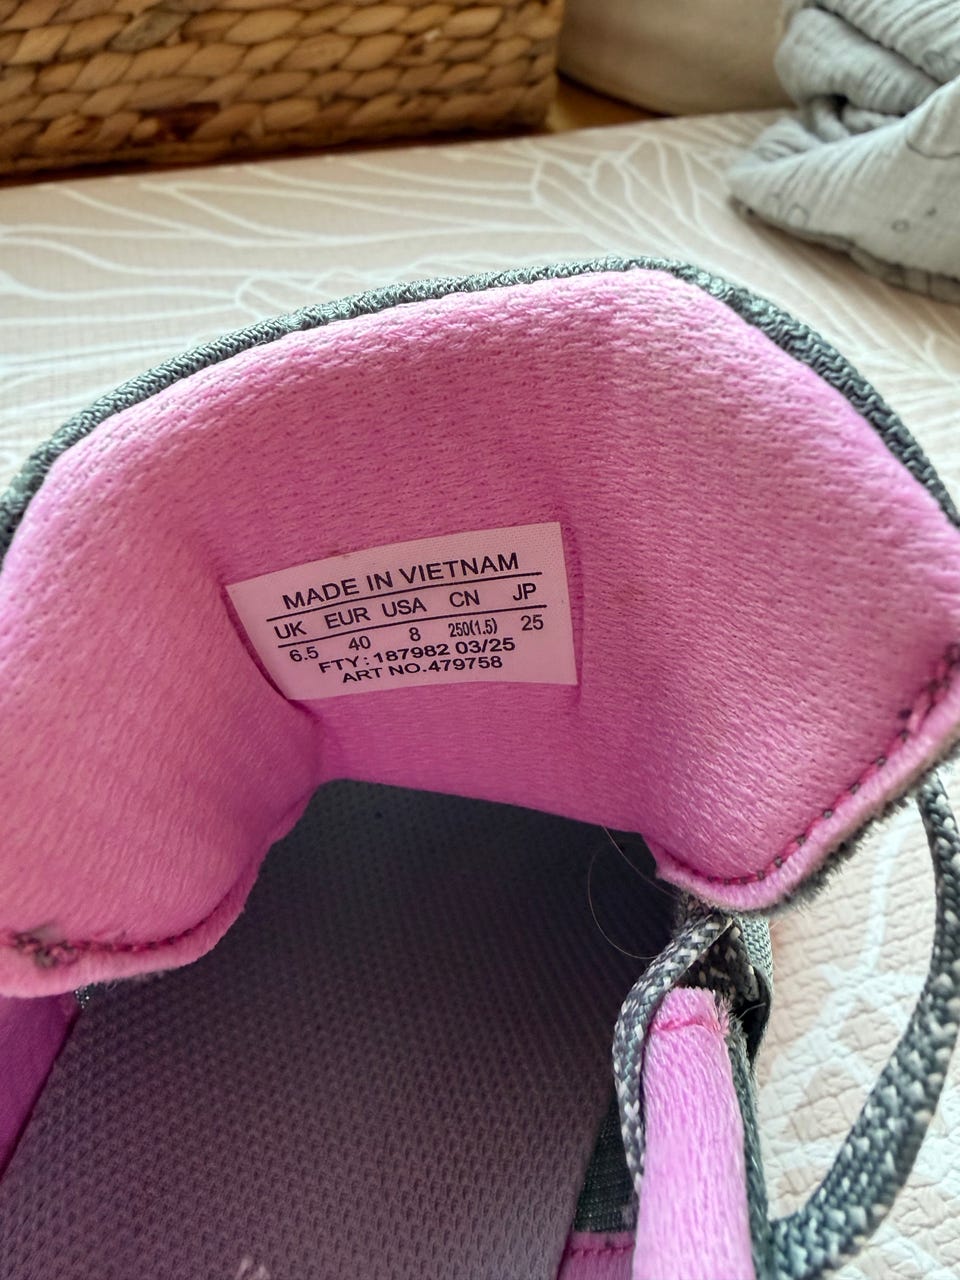 MADE IN VIETNAM
UK EUR USA CN JP
6.5 40 8 250(1.5) 25
FTY: 187982 03/25
ART NO.479758